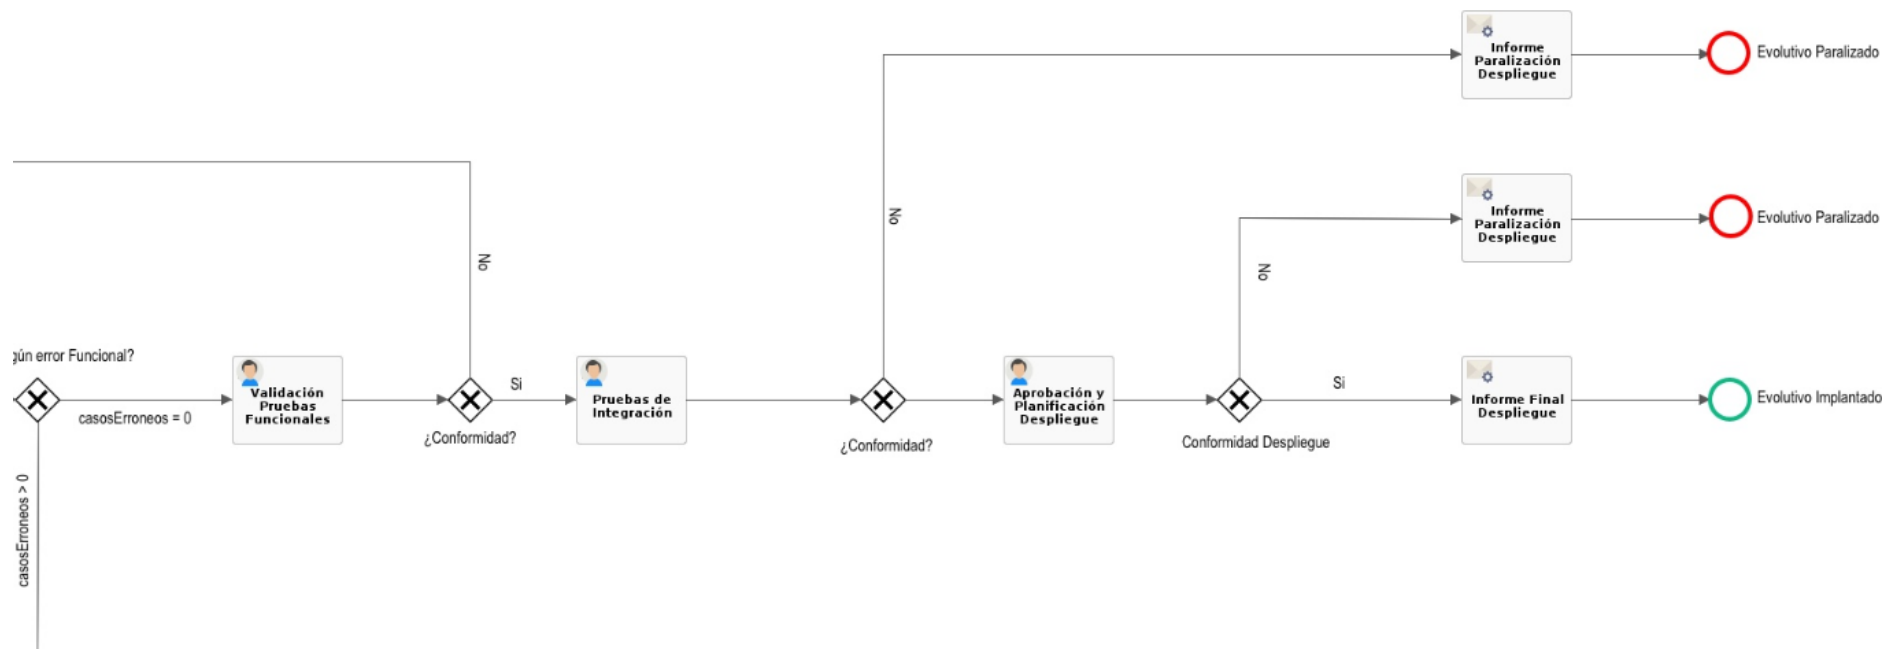 Informe
Paralización
Despliegue
Evolutivo Paralizado
Informe
Paralización
Despliegue
Evolutivo Paralizado
No
No
No
gún error Funcional?
casosErroneos = 0
casosErroneos > 0
Validación
Pruebas
Funcionales
¿Conformidad?
Si
Pruebas de
Integración
¿Conformidad?
Aprobación y
Planificación
Despliegue
Conformidad Despliegue
Si
Informe Final
Despliegue
Evolutivo Implantado